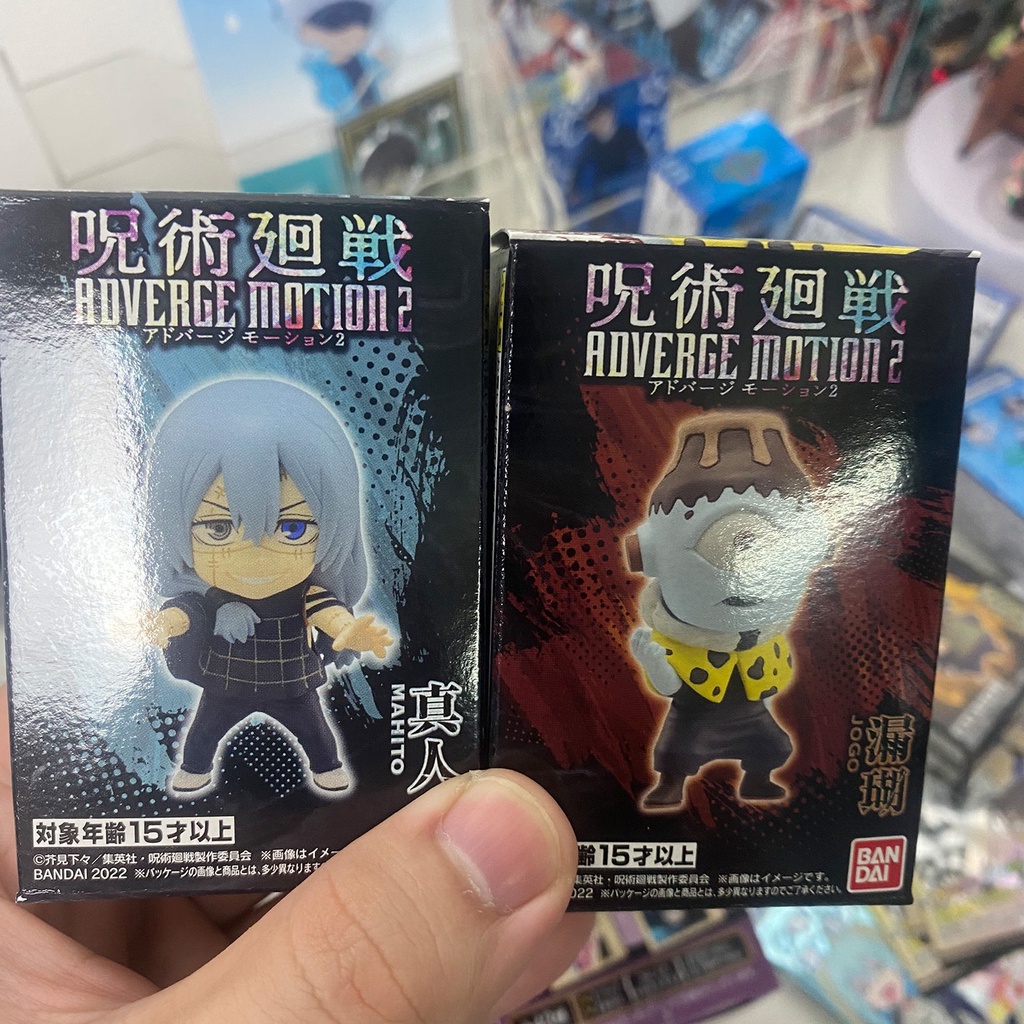 呪術廻戦
ADVERGE MOTION 2
アドバージ モーション2
真人
MAHITO
対象年齢15才以上
©芥見下々／集英社・呪術廻戦製作委員会 ※画像はイメー
BANDAI 2022 ※パッケージの画像と商品とは、多少異なります
呪術廻戦
ADVERGE MOTION 2
アドバージ モーション2
漏瑚
JOGO
齢15才以上
集英社・呪術廻戦製作委員会 ※画像はイメージです。
022 ※パッケージの画像と商品とは、多少異なりますのでご了承ください。
BAN
DAI